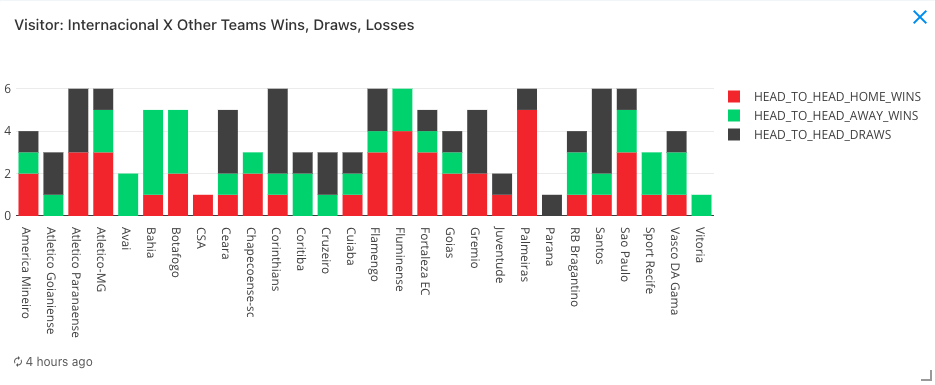 Visitor: Internacional X Other Teams Wins, Draws, Losses
6
4
2
0
HEAD_TO_HEAD_HOME_WINS
HEAD_TO_HEAD_AWAY_WINS
HEAD_TO_HEAD_DRAWS
America Mineiro
Atletico Goianiense
Atletico Paranaense
Atletico-MG
Avai
Bahia
Botafogo
CSA
Ceara
Chapecoense-sc
Corinthians
Coritiba
Cruzeiro
Cuiaba
Flamengo
Fluminense
Fortaleza EC
Goias
Gremio
Juventude
Palmeiras
Parana
RB Bragantino
Santos
Sao Paulo
Sport Recife
Vasco DA Gama
Vitoria
4 hours ago